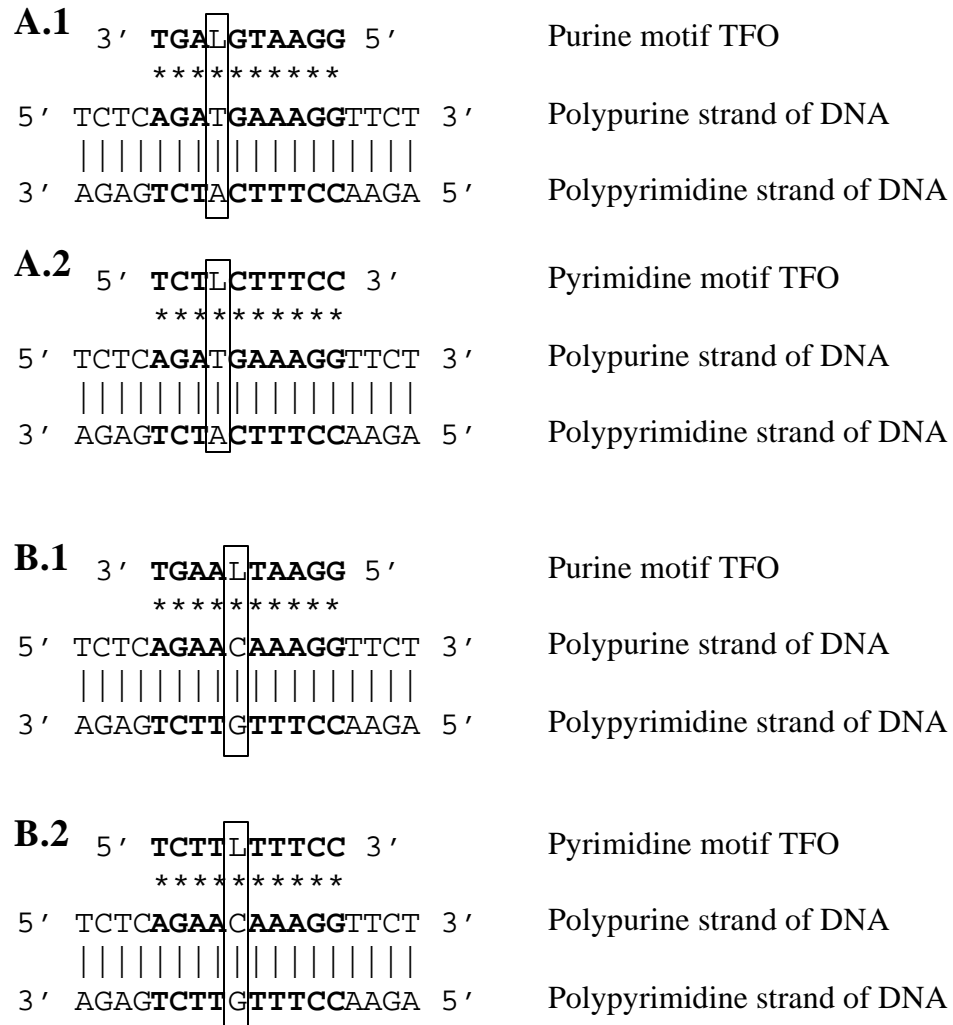 A.1 3′ TGALGTAAGG 5′ Purine motif TFO
**********
5′ TCTCAGATGAAAGGTTCT 3′ Polypurine strand of DNA
||||||||||||||||||
3′ AGAGTCTACTTTCCAAGA 5′ Polypyrimidine strand of DNA
A.2 5′ TCTLCTTTCC 3′ Pyrimidine motif TFO
**********
5′ TCTCAGATGAAAGGTTCT 3′ Polypurine strand of DNA
||||||||||||||||||
3′ AGAGTCTACTTTCCAAGA 5′ Polypyrimidine strand of DNA
B.1 3′ TGAALTAAGG 5′ Purine motif TFO
**********
5′ TCTCAGAACAAAGGTTCT 3′ Polypurine strand of DNA
||||||||||||||||||
3′ AGAGTCTTGTTTCCAAGA 5′ Polypyrimidine strand of DNA
B.2 5′ TCTTLTTTCC 3′ Pyrimidine motif TFO
**********
5′ TCTCAGAACAAAGGTTCT 3′ Polypurine strand of DNA
||||||||||||||||||
3′ AGAGTCTTGTTTCCAAGA 5′ Polypyrimidine strand of DNA